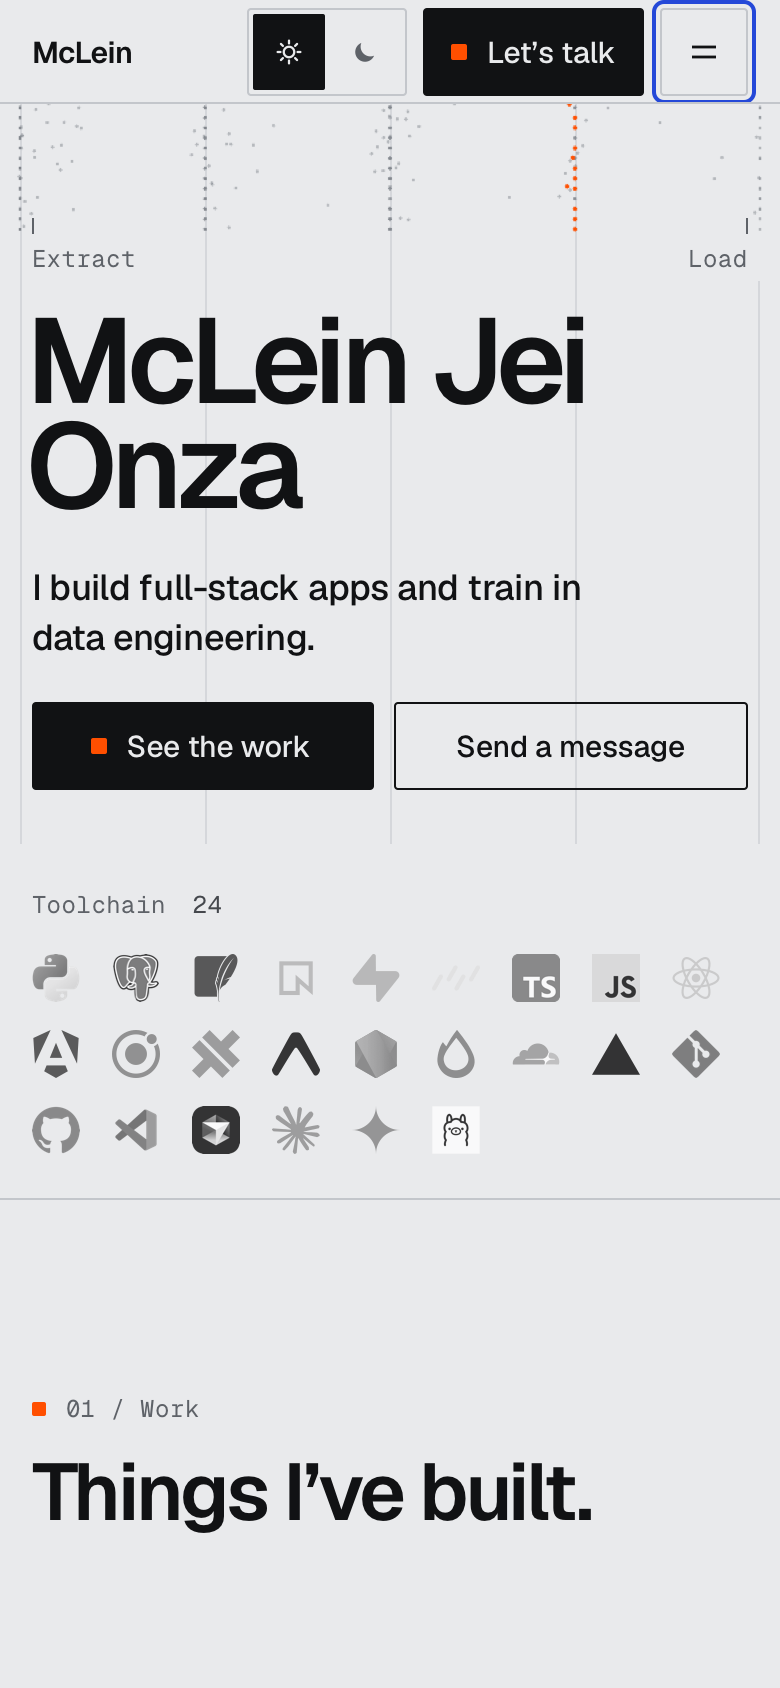 McLein
Let’s talk
Extract
Load
McLein Jei
Onza
I build full-stack apps and train in
data engineering.
See the work
Send a message
Toolchain 24
TS
JS
01 / Work
Things I’ve built.